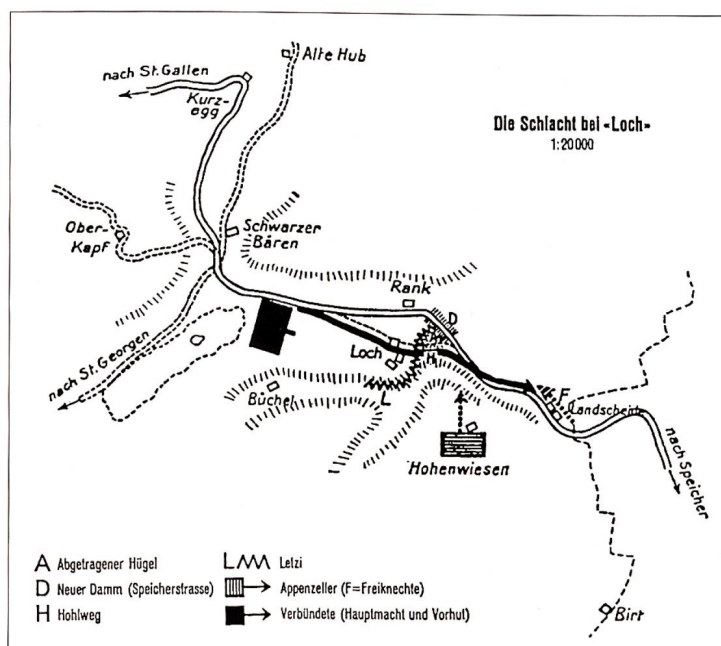 Alte Hub
nach St. Gallen
Kurz-
egg
Die Schlacht bei «Loch»
1:20000
Ober-
Kapf
Schwarzer
Bären
Rank
D
nach St. Georgen
Loch
H
Büchel
L
F
Landscheide
Hohenwiesen
nach Speicher
A Abgetragener Hügel
D Neuer Damm (Speicherstrasse)
H Hohlweg
L Letzi
Appenzeller (F=Freiknechte)
Verbündete (Hauptmacht und Vorhut)
Birt